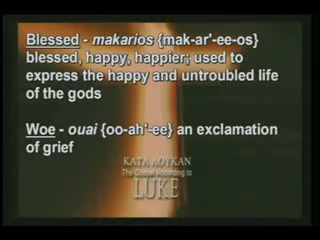 Blessed - makarios {mak-ar'-ee-os}
blessed, happy, happier; used to
express the happy and untroubled life
of the gods
Woe - ouai {oo-ah'-ee} an exclamation
of grief
ΚΑΤΑ ΛΟΥΚΑΝ
The Gospel According to
LUKE